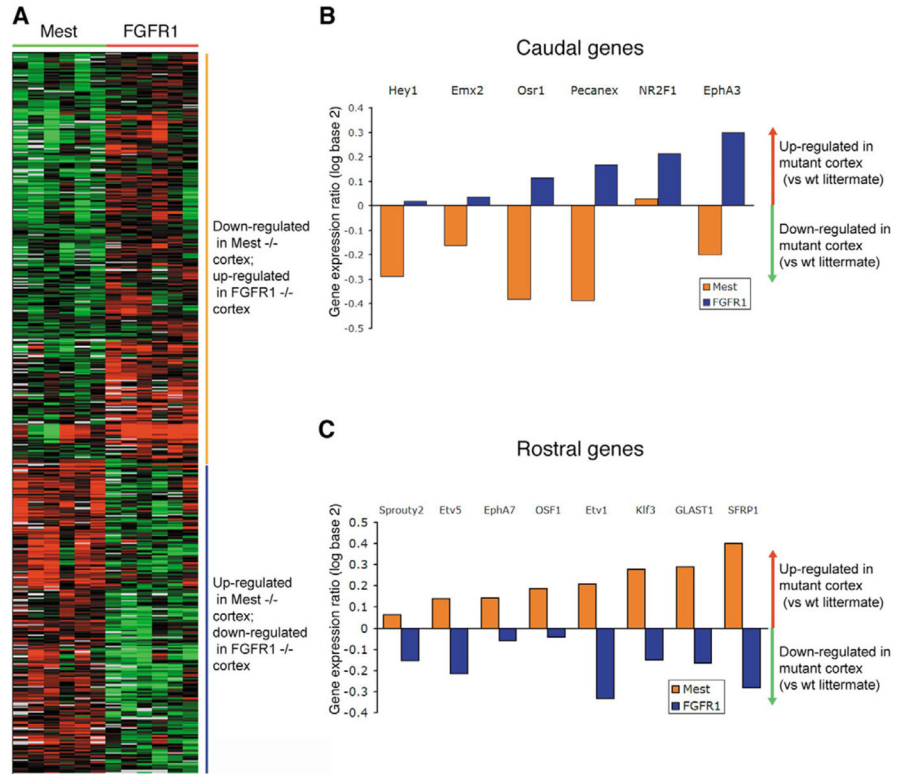 A
Mest FGFR1
Down-regulated
in Mest -/-
cortex;
up-regulated
in FGFR1 -/-
cortex
Up-regulated
in Mest -/-
cortex;
down-regulated
in FGFR1 -/-
cortex
B
Caudal genes
Hey1 Emx2 Osr1 Pecanex NR2F1 EphA3
Gene expression ratio (log base 2)
0.4
0.3
0.2
0.1
0
-0.1
-0.2
-0.3
-0.4
-0.5
Mest
FGFR1
Up-regulated in
mutant cortex
(vs wt littermate)
Down-regulated in
mutant cortex
(vs wt littermate)
C
Rostral genes
Sprouty2 Etv5 EphA7 OSF1 Etv1 Klf3 GLAST1 SFRP1
Gene expression ratio (log base 2)
0.5
0.4
0.3
0.2
0.1
0
-0.1
-0.2
-0.3
-0.4
Mest
FGFR1
Up-regulated in
mutant cortex
(vs wt littermate)
Down-regulated in
mutant cortex
(vs wt littermate)